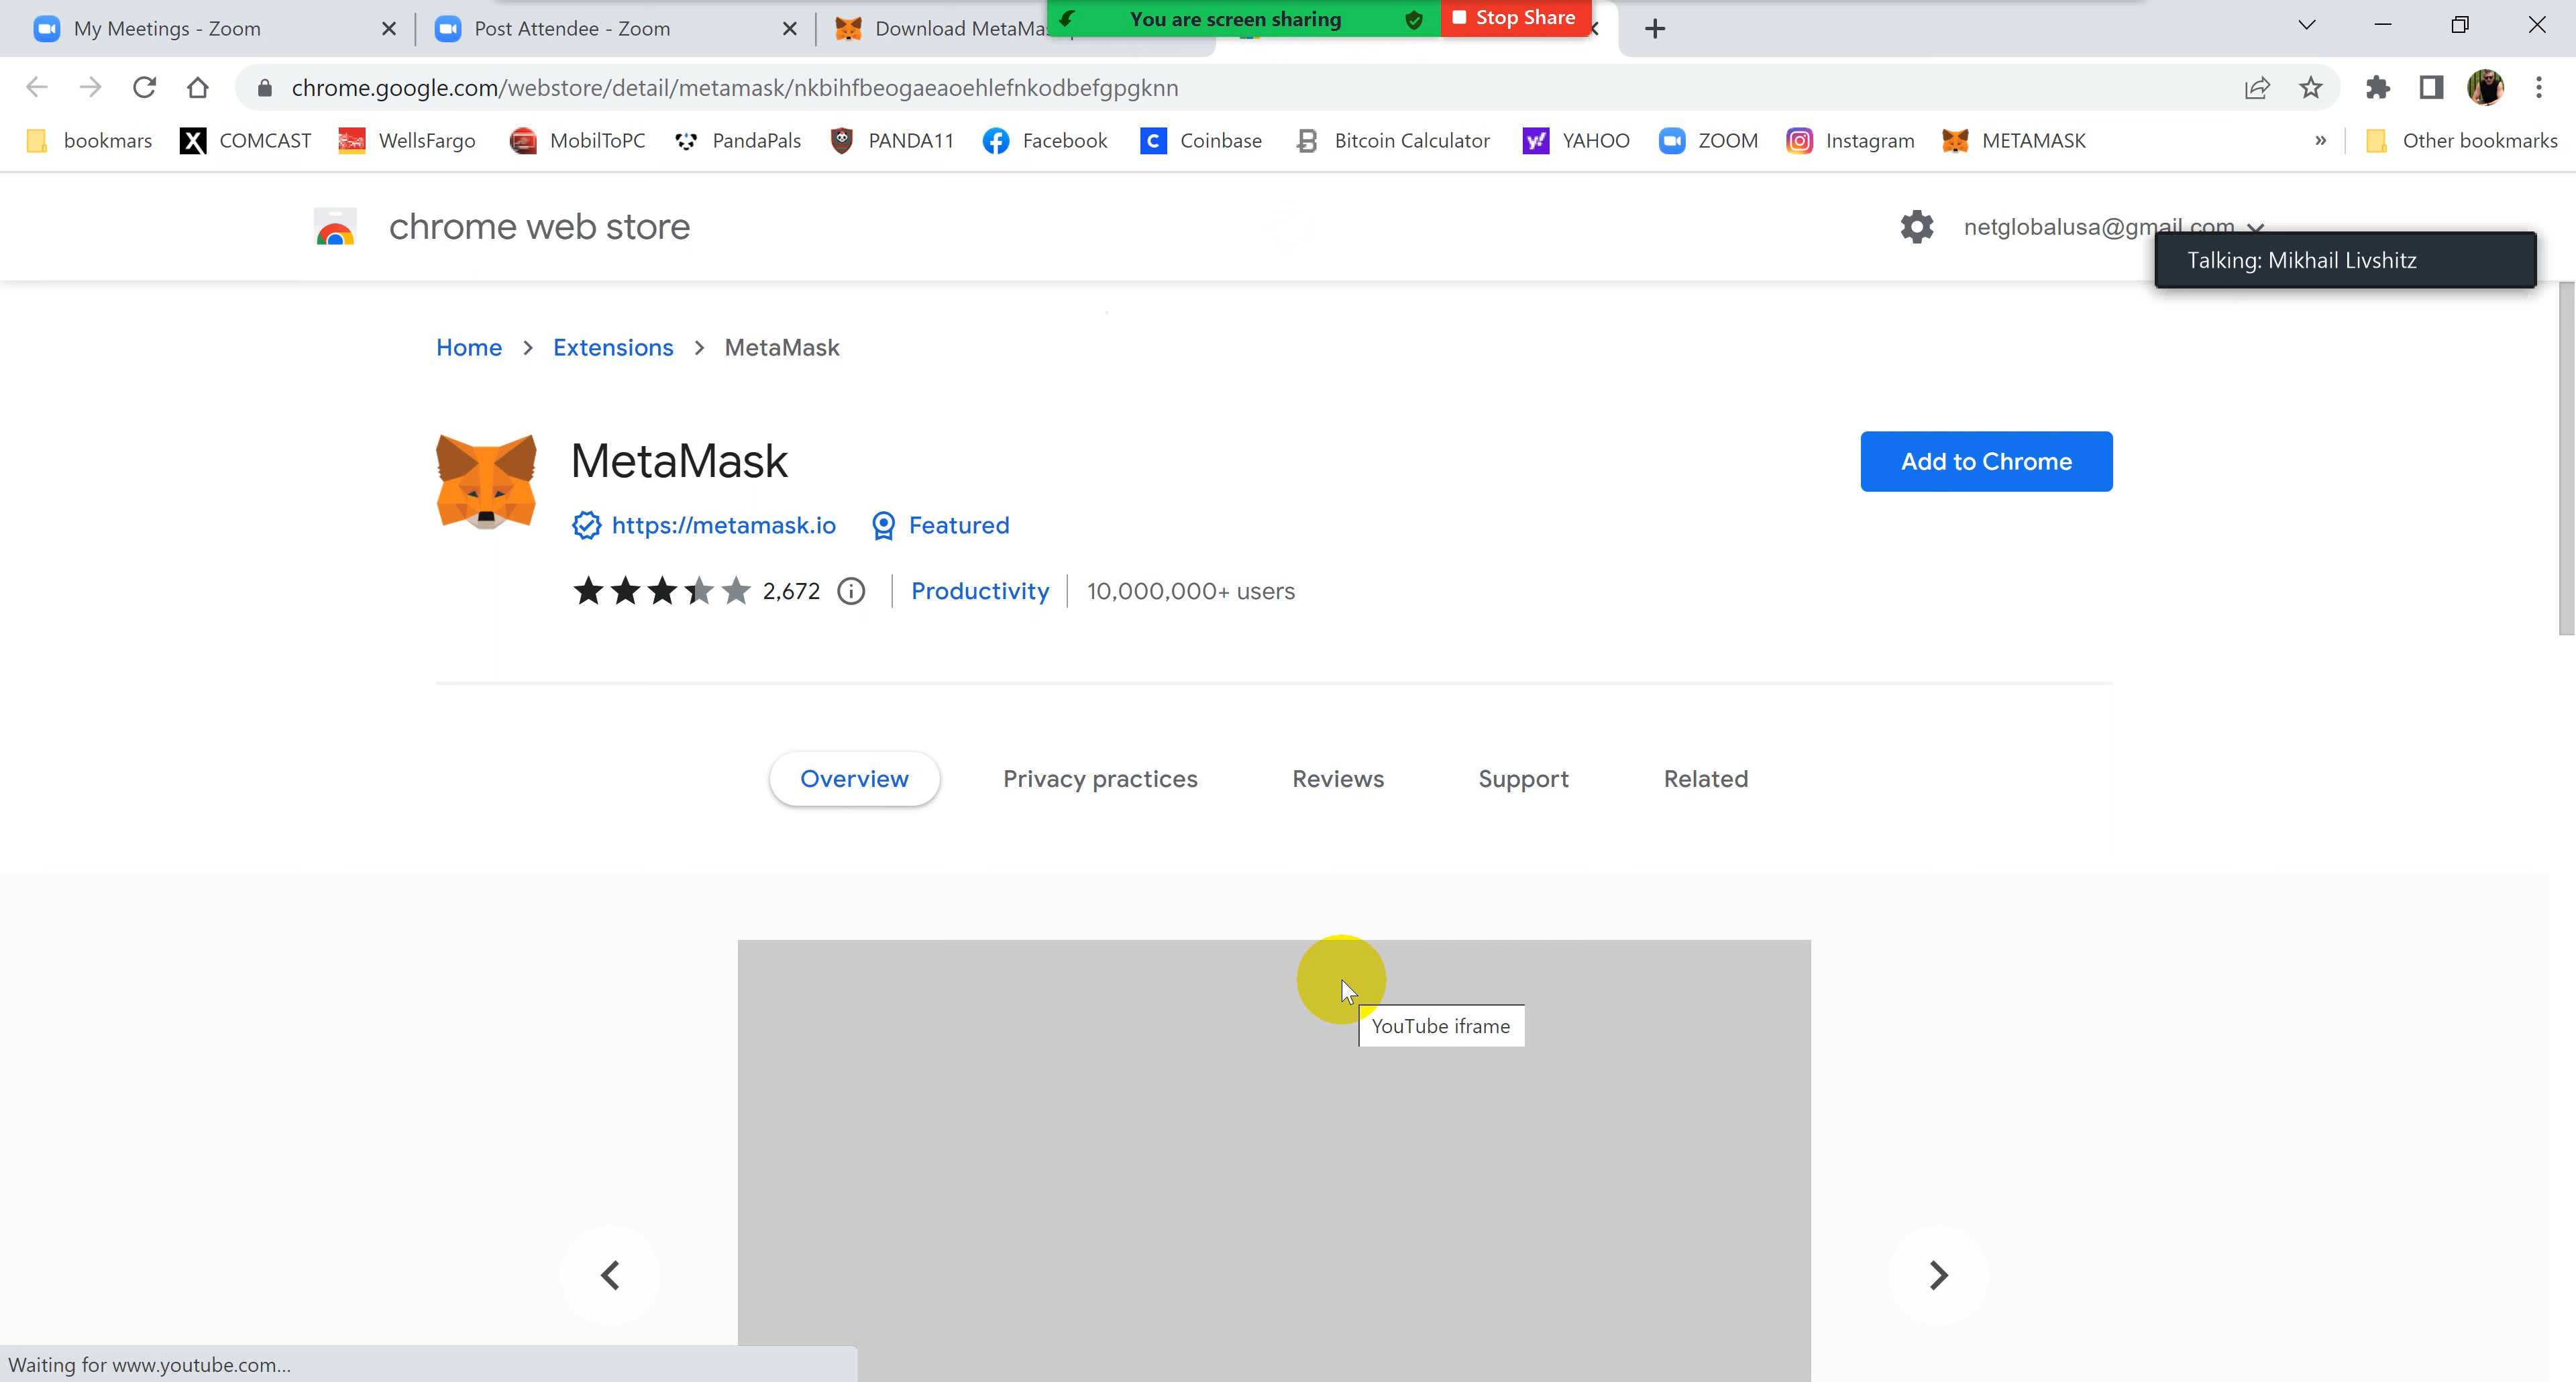 My Meetings - Zoom
Post Attendee - Zoom
Download MetaMa
You are screen sharing
Stop Share
chrome.google.com/webstore/detail/metamask/nkbihfbeogaeaoehlefnkodbefgpgknn
bookmars
COMCAST
WellsFargo
MobilToPC
PandaPals
PANDA11
Facebook
Coinbase
Bitcoin Calculator
YAHOO
ZOOM
Instagram
METAMASK
Other bookmarks
chrome web store
netglobalusa@gmail.com
Talking: Mikhail Livshitz
Home > Extensions > MetaMask
MetaMask
Add to Chrome
https://metamask.io
Featured
2,672
Productivity
10,000,000+ users
Overview
Privacy practices
Reviews
Support
Related
YouTube iframe
Waiting for www.youtube.com...